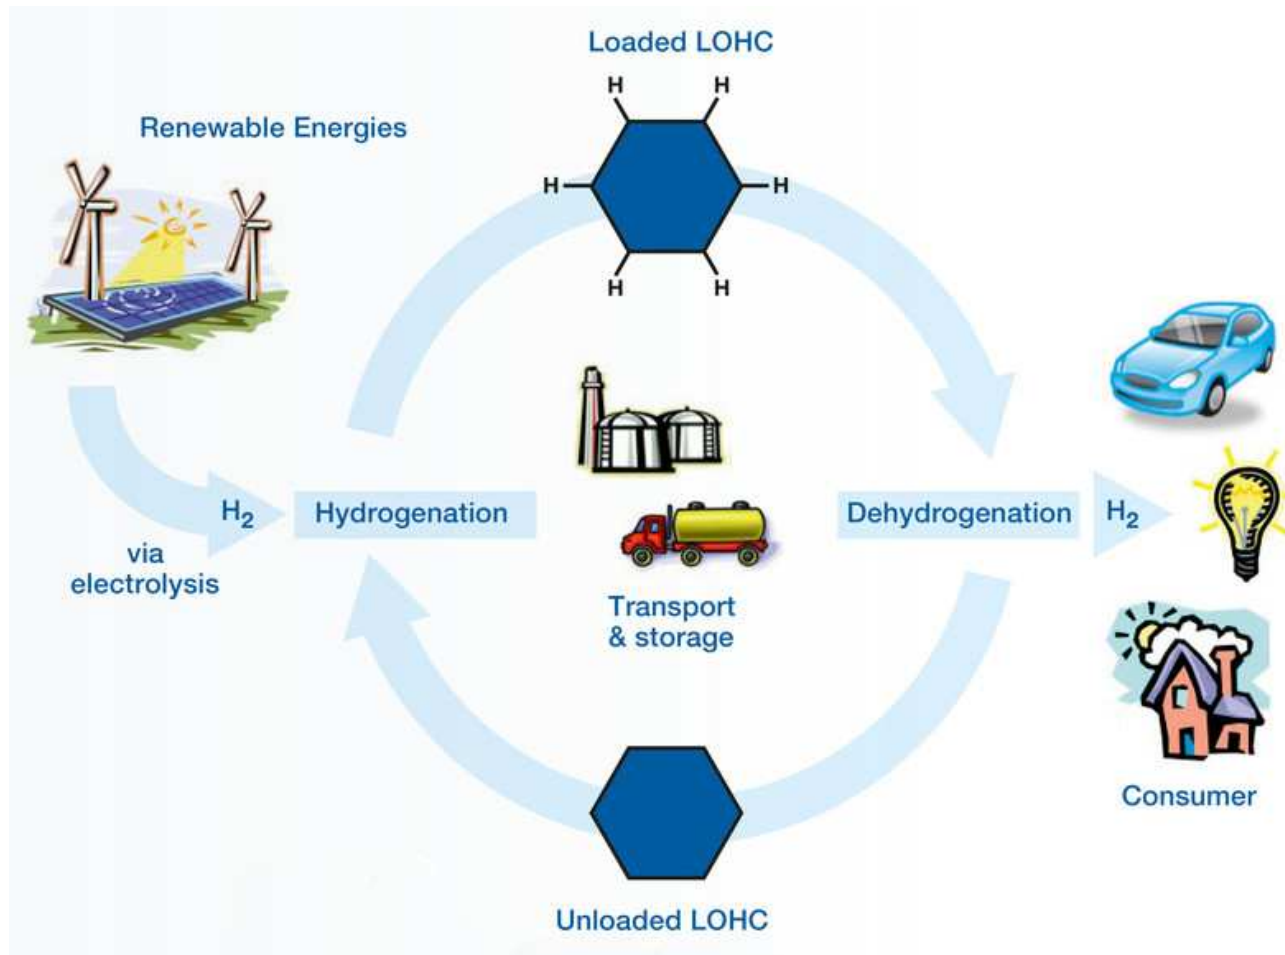 Loaded LOHC
H H
Renewable Energies
H H
H H
H₂
Hydrogenation
Dehydrogenation
H₂
via
electrolysis
Transport
& storage
Consumer
Unloaded LOHC